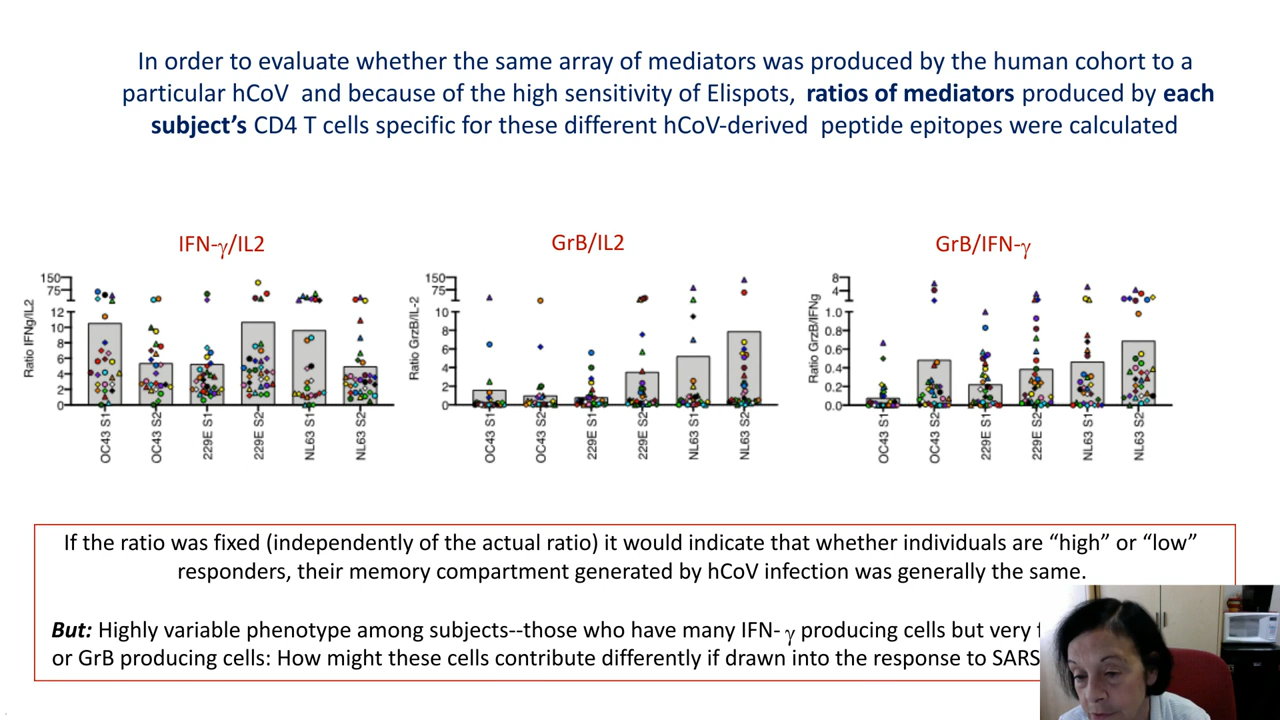 In order to evaluate whether the same array of mediators was produced by the human cohort to a
particular hCoV and because of the high sensitivity of Elispots, ratios of mediators produced by each
subject's CD4 T cells specific for these different hCoV-derived peptide epitopes were calculated
IFN-γ/IL2
150
75
12
10
8
6
4
2
0
Ratio IFNg/IL2
OC43 S1
OC43 S2
229E S1
229E S2
NL63 S1
NL63 S2
GrB/IL2
150
75
10
8
6
4
2
0
Ratio GrzB/IL-2
OC43 S1
OC43 S2
229E S1
229E S2
NL63 S1
NL63 S2
GrB/IFN-γ
8
4
1.0
0.8
0.6
0.4
0.2
0.0
Ratio GrzB/IFNg
OC43 S1
OC43 S2
229E S1
229E S2
NL63 S1
NL63 S2
If the ratio was fixed (independently of the actual ratio) it would indicate that whether individuals are “high” or “low”
responders, their memory compartment generated by hCoV infection was generally the same.
But: Highly variable phenotype among subjects--those who have many IFN- γ producing cells but very
or GrB producing cells: How might these cells contribute differently if drawn into the response to SARS